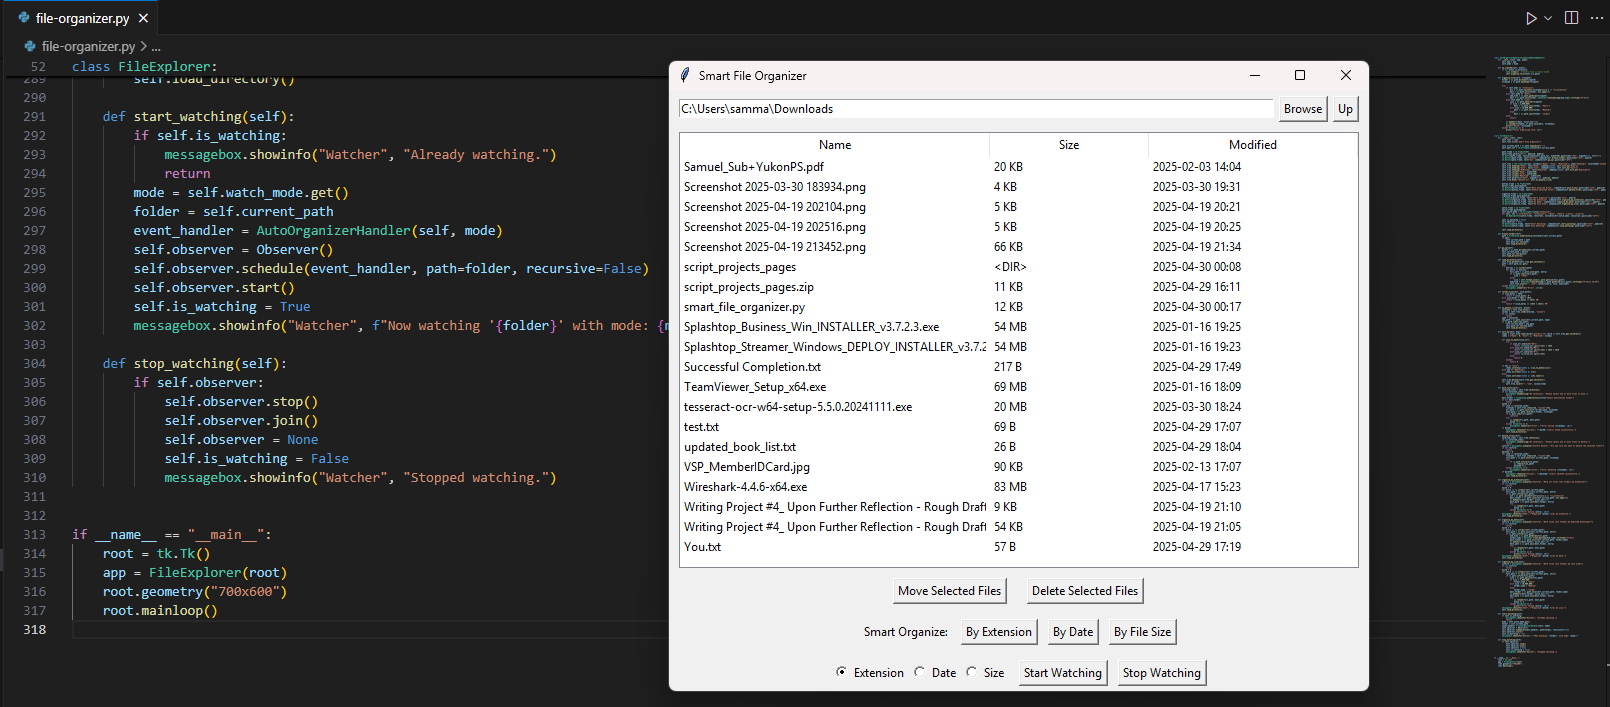 file-organizer.py
file-organizer.py > ...
52 class FileExplorer:
289 self.load_directory()
290
291 def start_watching(self):
292 if self.is_watching:
293 messagebox.showinfo("Watcher", "Already watching.")
294 return
295 mode = self.watch_mode.get()
296 folder = self.current_path
297 event_handler = AutoOrganizerHandler(self, mode)
298 self.observer = Observer()
299 self.observer.schedule(event_handler, path=folder, recursive=False)
300 self.observer.start()
301 self.is_watching = True
302 messagebox.showinfo("Watcher", f"Now watching '{folder}' with mode: {m
303
304 def stop_watching(self):
305 if self.observer:
306 self.observer.stop()
307 self.observer.join()
308 self.observer = None
309 self.is_watching = False
310 messagebox.showinfo("Watcher", "Stopped watching.")
311
312
313 if __name__ == "__main__":
314 root = tk.Tk()
315 app = FileExplorer(root)
316 root.geometry("700x600")
317 root.mainloop()
318
Smart File Organizer
C:\Users\samma\Downloads Browse Up
Name Size Modified
Samuel_Sub+YukonPS.pdf 20 KB 2025-02-03 14:04
Screenshot 2025-03-30 183934.png 4 KB 2025-03-30 19:31
Screenshot 2025-04-19 202104.png 5 KB 2025-04-19 20:21
Screenshot 2025-04-19 202516.png 5 KB 2025-04-19 20:25
Screenshot 2025-04-19 213452.png 66 KB 2025-04-19 21:34
script_projects_pages <DIR> 2025-04-30 00:08
script_projects_pages.zip 11 KB 2025-04-29 16:11
smart_file_organizer.py 12 KB 2025-04-30 00:17
Splashtop_Business_Win_INSTALLER_v3.7.2.3.exe 54 MB 2025-01-16 19:25
Splashtop_Streamer_Windows_DEPLOY_INSTALLER_v3.7.2 54 MB 2025-01-16 19:23
Successful Completion.txt 217 B 2025-04-29 17:49
TeamViewer_Setup_x64.exe 69 MB 2025-01-16 18:09
tesseract-ocr-w64-setup-5.5.0.20241111.exe 20 MB 2025-03-30 18:24
test.txt 69 B 2025-04-29 17:07
updated_book_list.txt 26 B 2025-04-29 18:04
VSP_MemberIDCard.jpg 90 KB 2025-02-13 17:07
Wireshark-4.4.6-x64.exe 83 MB 2025-04-17 15:23
Writing Project #4_ Upon Further Reflection - Rough Draft 9 KB 2025-04-19 21:10
Writing Project #4_ Upon Further Reflection - Rough Draft 54 KB 2025-04-19 21:05
You.txt 57 B 2025-04-29 17:19
Move Selected Files Delete Selected Files
Smart Organize: By Extension By Date By File Size
Extension Date Size Start Watching Stop Watching